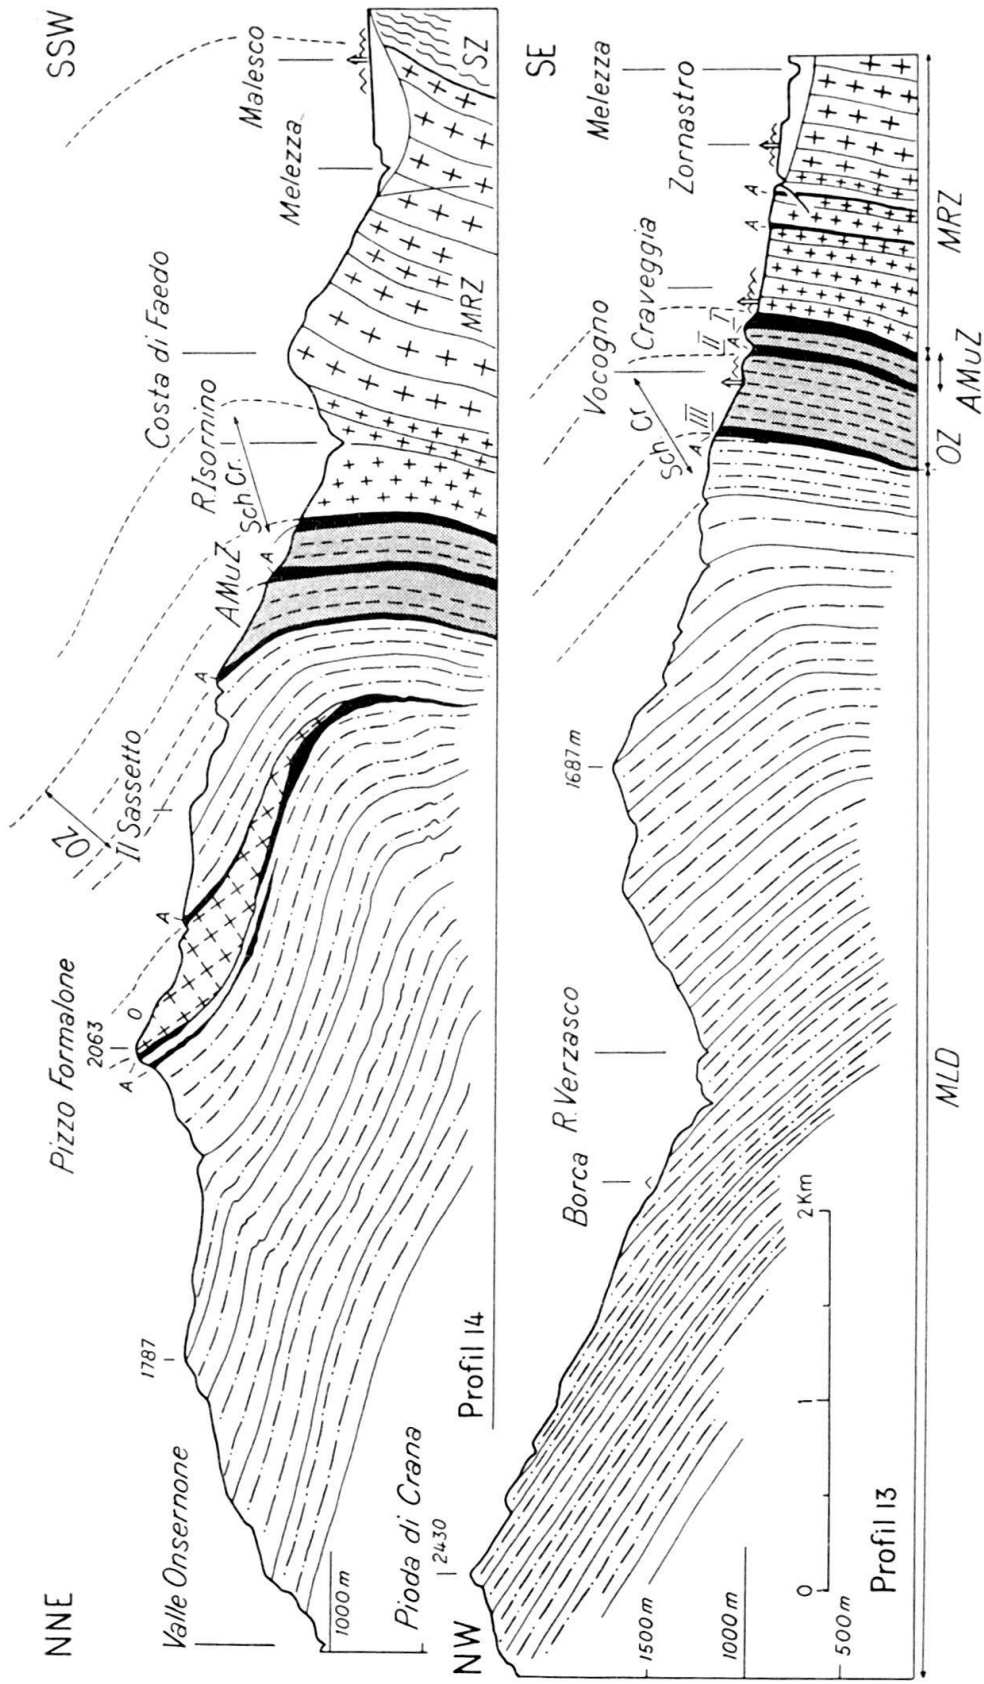 NNE
SSW
Valle Onsernone
1787
Pizzo Formalone
2063
A
O
A
Il Sassetto
OZ
A
AMuZ
A
Sch Cr.
R.Isornino
Costa di Faedo
Melezza
Malesco
MRZ
SZ
1000 m
Profil 14
NW
SE
Pioda di Crana
2430
Borca
R.Verzasco
1687 m
A
III
Sch Cr
Vocogno
A
II
I
Craveggia
A
A
Zornastro
Melezza
1500 m
1000 m
500 m
0
1
2 Km
Profil 13
MLD
OZ
AMuZ
MRZ